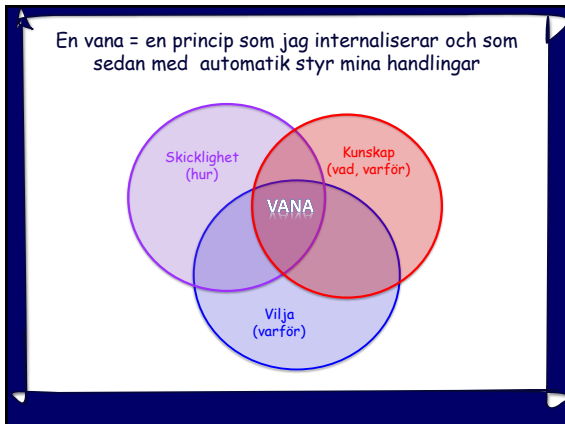 En vana = en princip som jag internaliserar och som
sedan med automatik styr mina handlingar
Skicklighet
(hur)
Kunskap
(vad, varför)
VANA
Vilja
(varför)